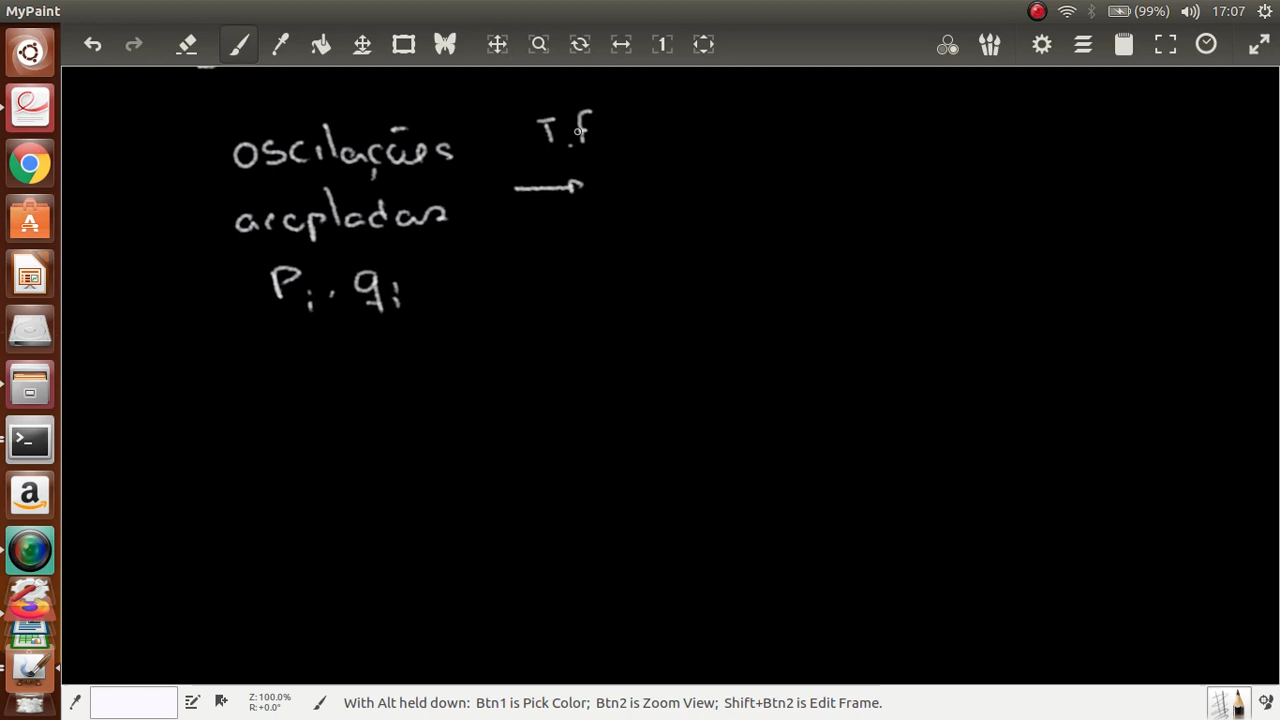 MyPaint
(99%)
17:07
T.f
oscilações
→
acopladas
Pi, qi
Z:100.0%
R:+0.0°
With Alt held down: Btn1 is Pick Color; Btn2 is Zoom View; Shift+Btn2 is Edit Frame.